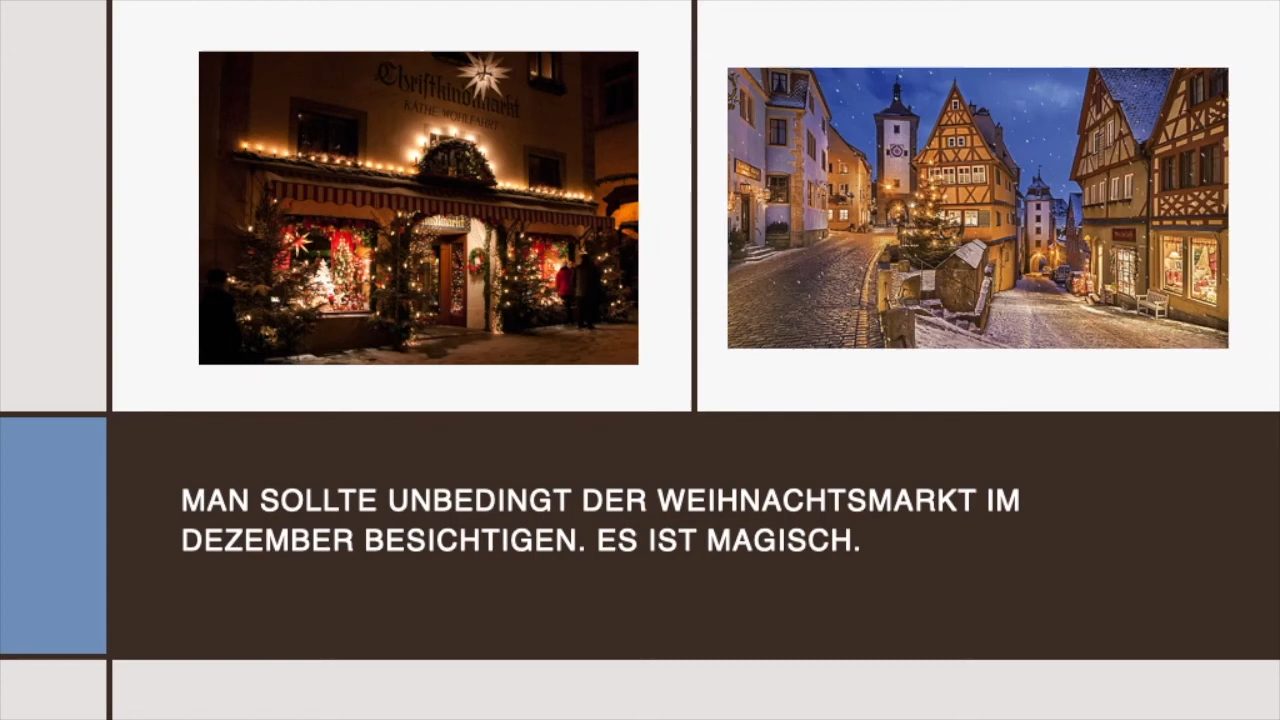 Christkindlmarkt
KÄTHE WOHLFAHRT
MAN SOLLTE UNBEDINGT DER WEIHNACHTSMARKT IM
DEZEMBER BESICHTIGEN. ES IST MAGISCH.